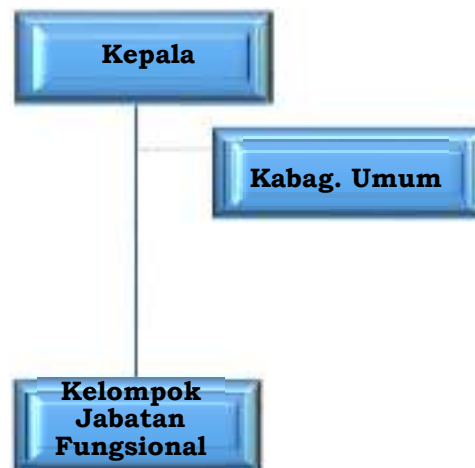 Kepala
Kabag. Umum
Kelompok
Jabatan
Fungsional